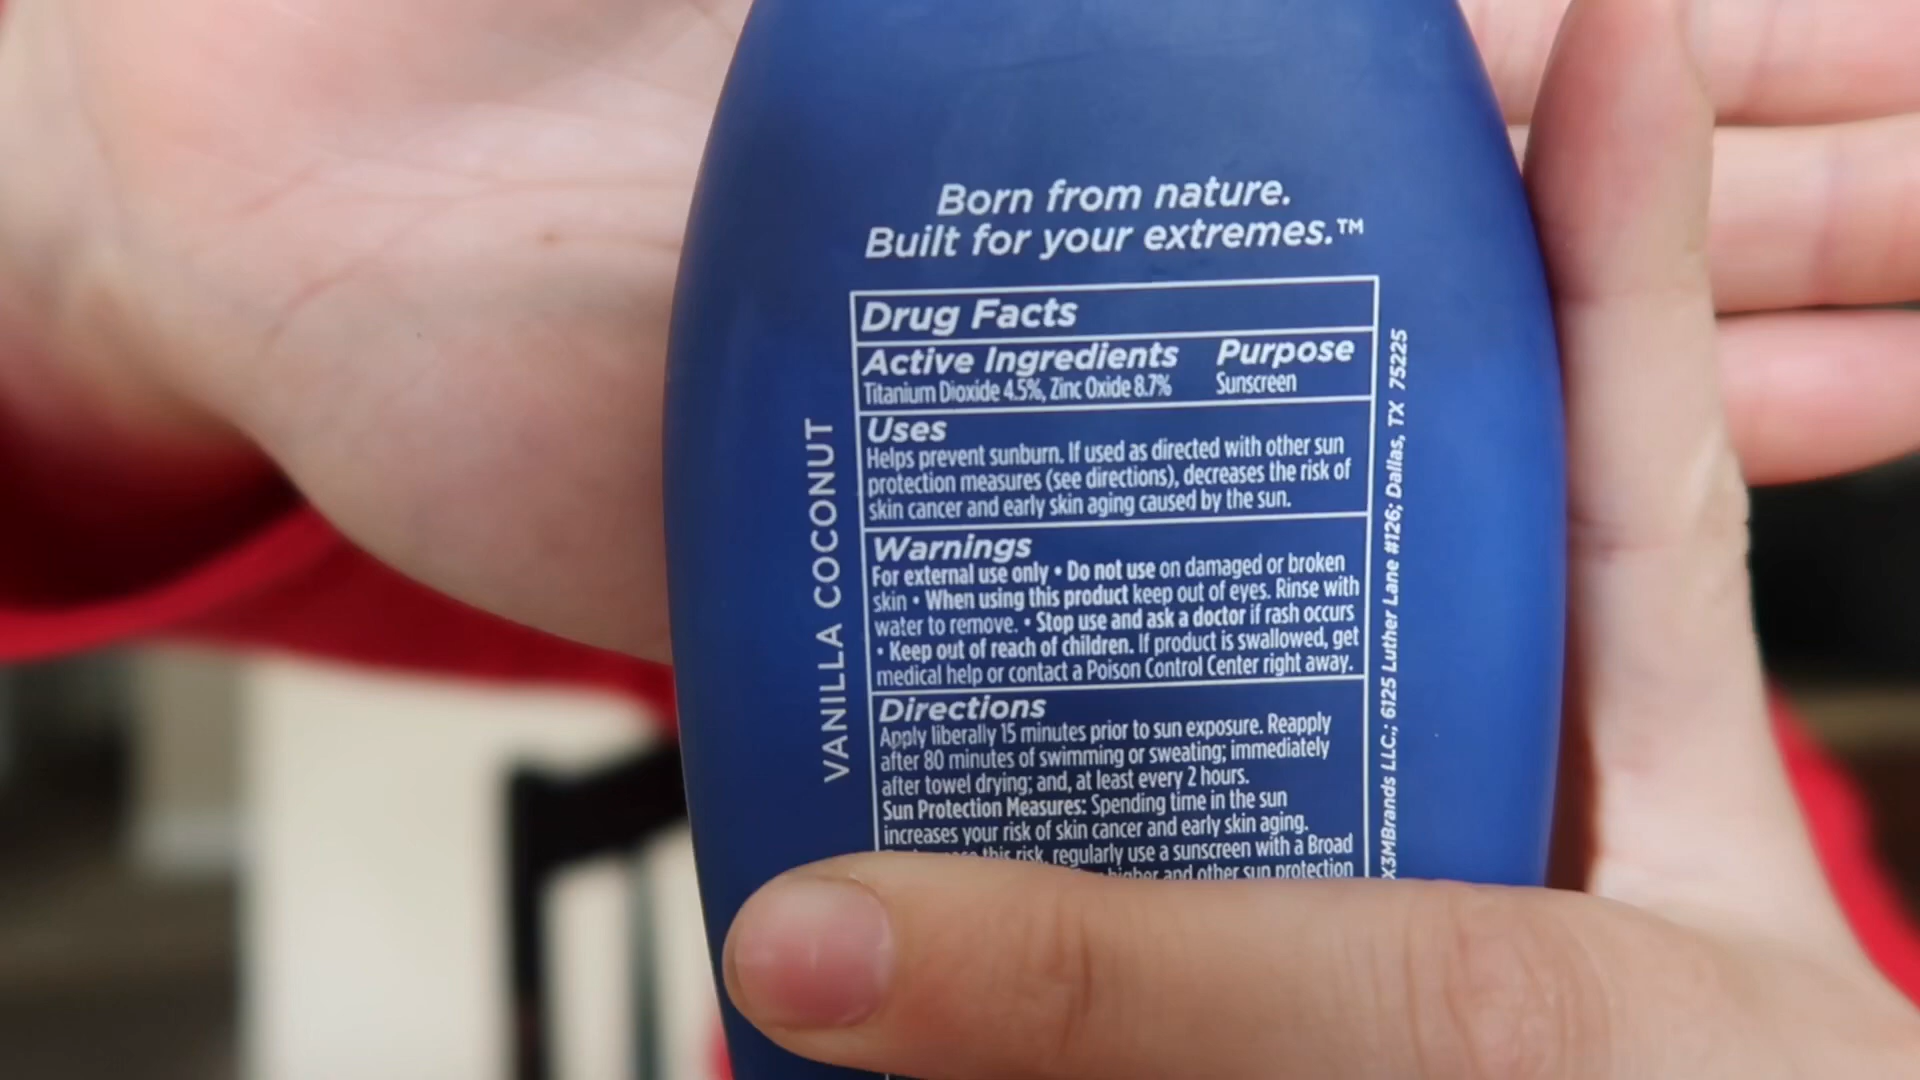 Born from nature.
Built for your extremes.™
Drug Facts
Active Ingredients Purpose
Titanium Dioxide 4.5%, Zinc Oxide 8.7% Sunscreen
Uses
Helps prevent sunburn. If used as directed with other sun
protection measures (see directions), decreases the risk of
skin cancer and early skin aging caused by the sun.
Warnings
For external use only • Do not use on damaged or broken
skin • When using this product keep out of eyes. Rinse with
water to remove. • Stop use and ask a doctor if rash occurs
• Keep out of reach of children. If product is swallowed, get
medical help or contact a Poison Control Center right away.
Directions
Apply liberally 15 minutes prior to sun exposure. Reapply
after 80 minutes of swimming or sweating; immediately
after towel drying; and, at least every 2 hours.
Sun Protection Measures: Spending time in the sun
increases your risk of skin cancer and early skin aging.
this risk, regularly use a sunscreen with a Broad
higher and other sun protection
VANILLA COCONUT
X3MBrands LLC.; 6125 Luther Lane #126; Dallas, TX 75225